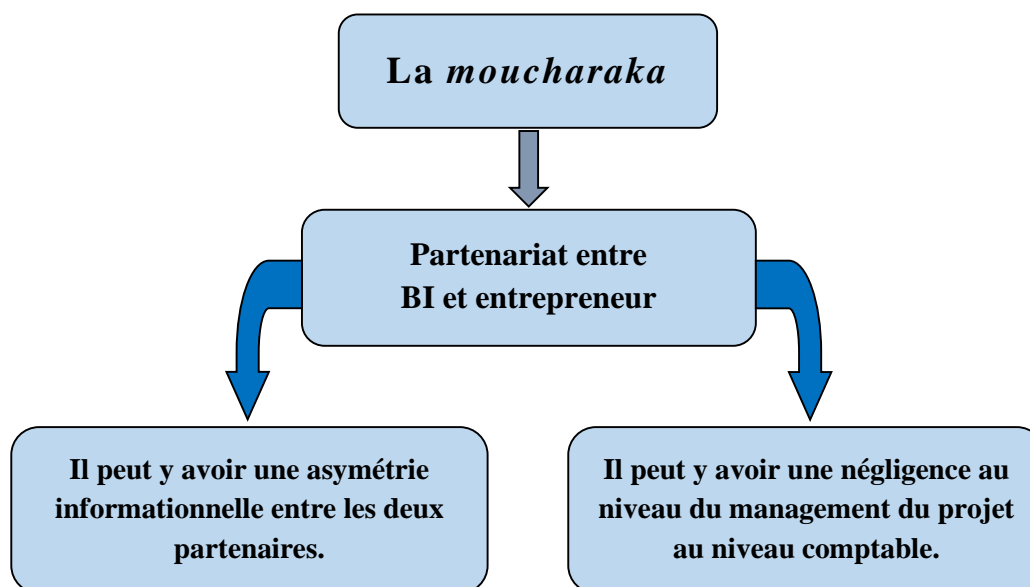 La moucharaka
Partenariat entre
BI et entrepreneur
Il peut y avoir une asymétrie
informationnelle entre les deux
partenaires.
Il peut y avoir une négligence au
niveau du management du projet
au niveau comptable.